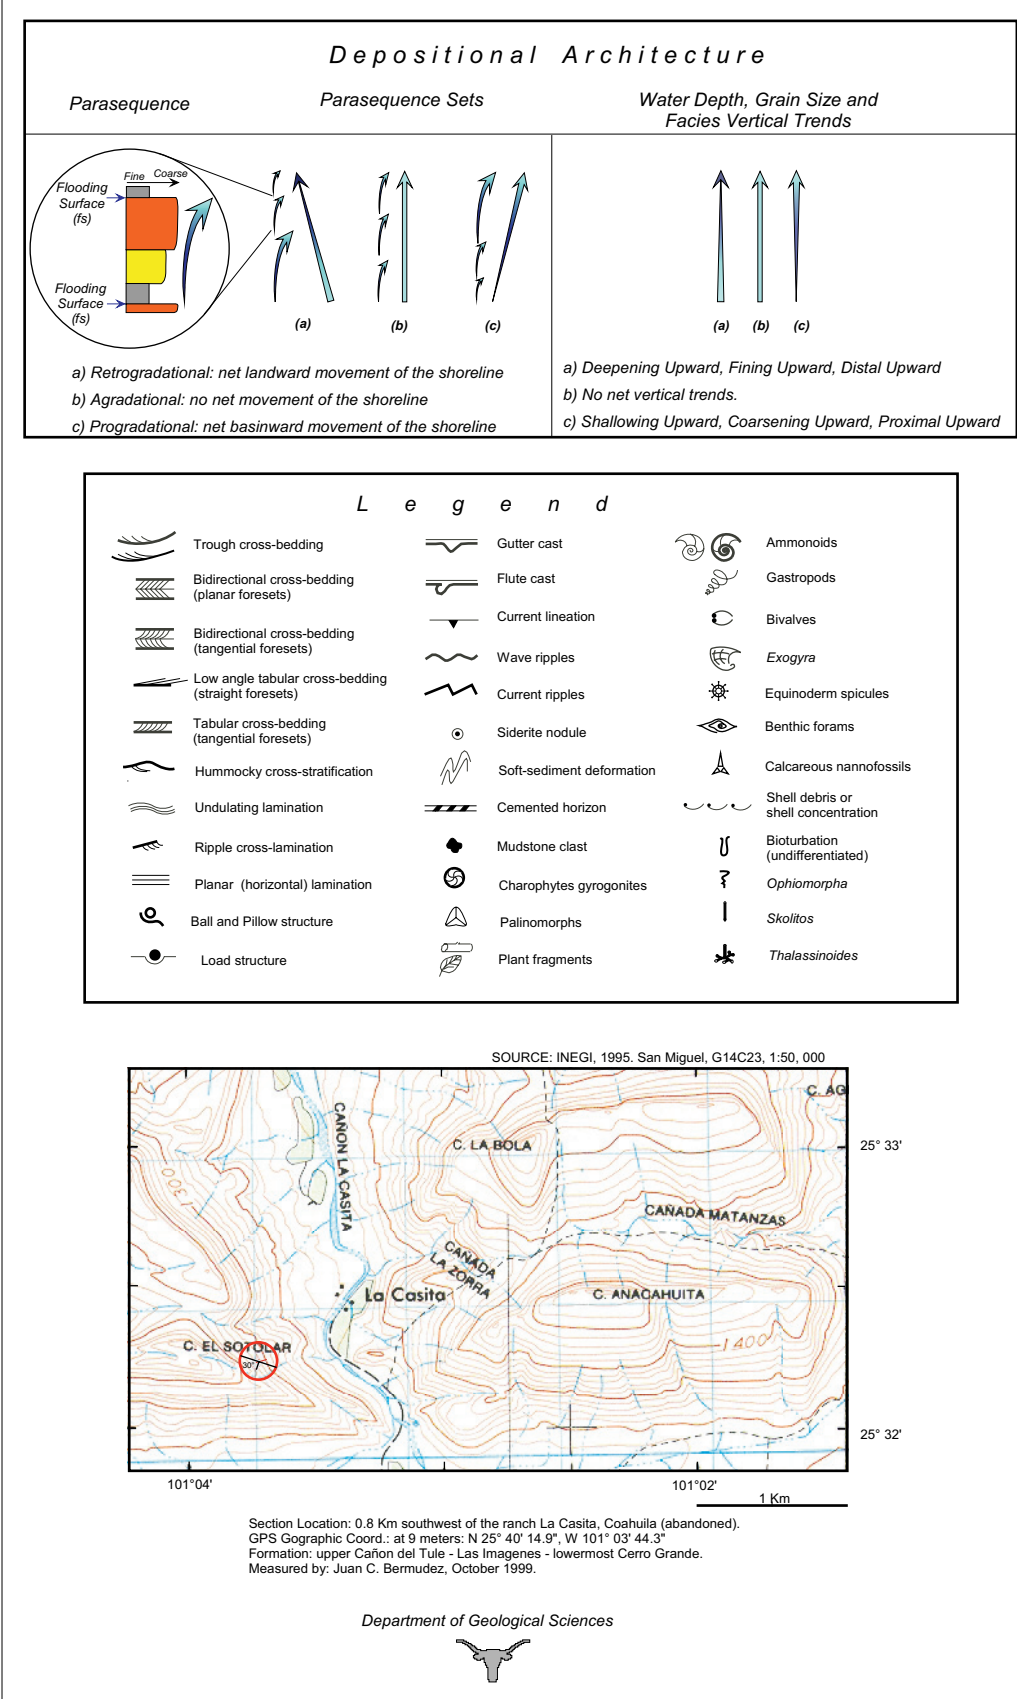 Depositional Architecture
Parasequence
Parasequence Sets
Water Depth, Grain Size and
Facies Vertical Trends
Fine
Coarse
Flooding
Surface
(fs)
Flooding
Surface
(fs)
(a)
(b)
(c)
(a)
(b)
(c)
a) Retrogradational: net landward movement of the shoreline
b) Agradational: no net movement of the shoreline
c) Progradational: net basinward movement of the shoreline
a) Deepening Upward, Fining Upward, Distal Upward
b) No net vertical trends.
c) Shallowing Upward, Coarsening Upward, Proximal Upward
Legend
Trough cross-bedding
Bidirectional cross-bedding
(planar foresets)
Bidirectional cross-bedding
(tangential foresets)
Low angle tabular cross-bedding
(straight foresets)
Tabular cross-bedding
(tangential foresets)
Hummocky cross-stratification
Undulating lamination
Ripple cross-lamination
Planar (horizontal) lamination
Ball and Pillow structure
Load structure
Gutter cast
Flute cast
Current lineation
Wave ripples
Current ripples
Siderite nodule
Soft-sediment deformation
Cemented horizon
Mudstone clast
Charophytes gyrogonites
Palinomorphs
Plant fragments
Ammonoids
Gastropods
Bivalves
Exogyra
Equinoderm spicules
Benthic forams
Calcareous nannofossils
Shell debris or
shell concentration
Bioturbation
(undifferentiated)
Ophiomorpha
Skolitos
Thalassinoides
SOURCE: INEGI, 1995. San Miguel, G14C23, 1:50, 000
C. AG
CAÑON LA CASITA
C. LA BOLA
25° 33'
1300
CAÑADA MATANZAS
CAÑADA
LA ZORRA
La Casita
C. ANACAHUITA
C. EL SOTOLAR
1400
30°
25° 32'
101°04'
101°02'
1 Km
Section Location: 0.8 Km southwest of the ranch La Casita, Coahuila (abandoned).
GPS Gographic Coord.: at 9 meters: N 25° 40' 14.9", W 101° 03' 44.3"
Formation: upper Cañon del Tule - Las Imagenes - lowermost Cerro Grande.
Measured by: Juan C. Bermudez, October 1999.
Department of Geological Sciences